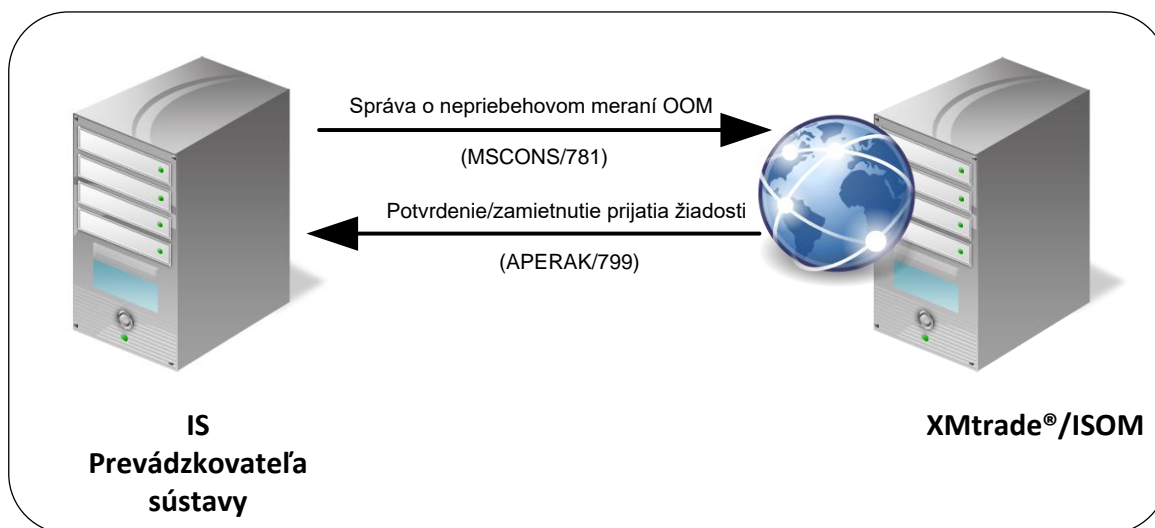 Správa o nepriebehovom meraní OOM
(MSCONS/781)
Potvrdenie/zamietnutie prijatia žiadosti
(APERAK/799)
IS
Prevádzkovateľa
sústavy
XMtrade®/ISOM